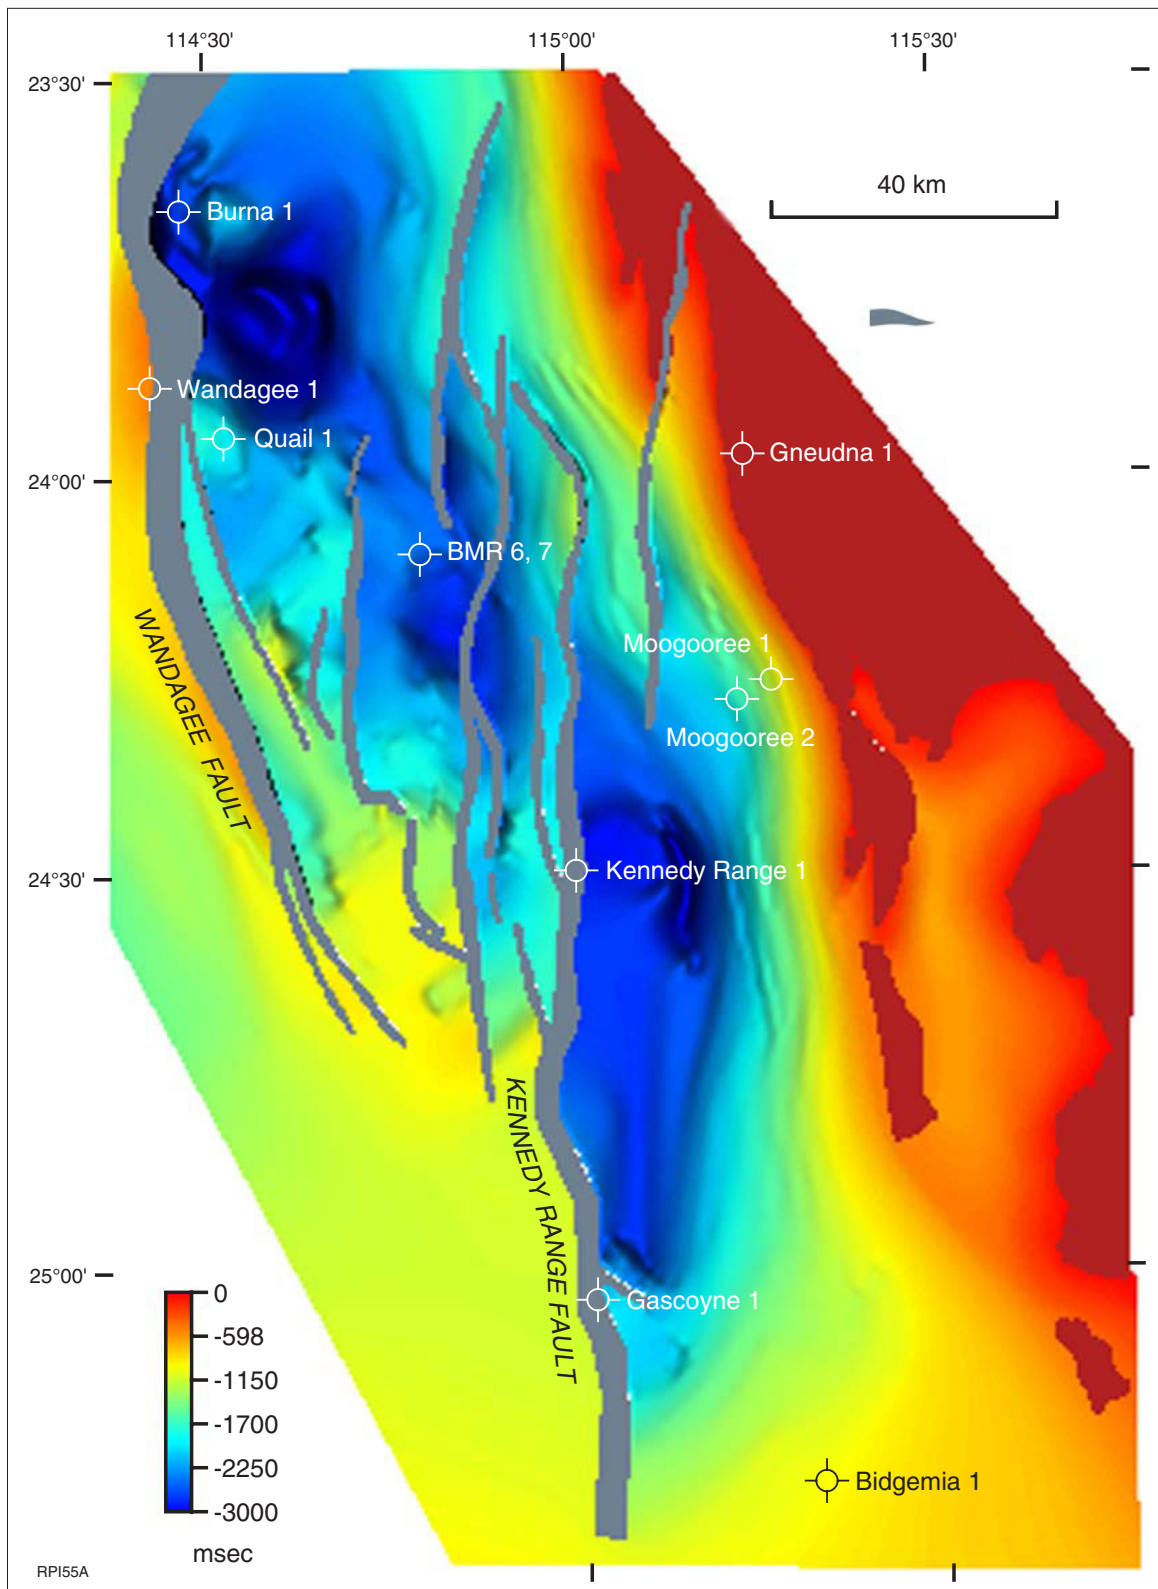 114°30'
115°00'
115°30'
23°30'
40 km
Burna 1
Wandagee 1
Quail 1
Gneudna 1
24°00'
BMR 6, 7
WANDAGEE FAULT
Moogooree 1
Moogooree 2
24°30'
Kennedy Range 1
KENNEDY RANGE FAULT
25°00'
0
Gascoyne 1
-598
-1150
-1700
-2250
-3000
Bidgemia 1
msec
RPI55A